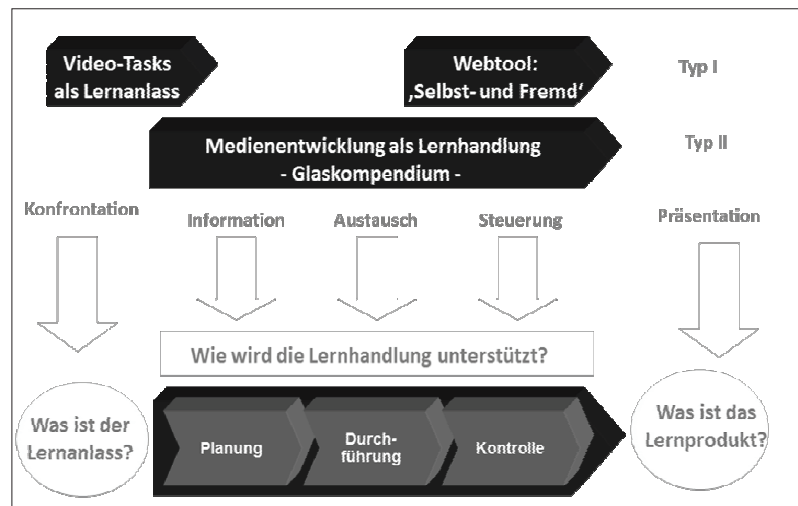 Video-Tasks
als Lernanlass
Webtool:
‚Selbst- und Fremd‘
Typ I
Medienentwicklung als Lernhandlung
- Glaskompendium -
Typ II
Konfrontation
Information
Austausch
Steuerung
Präsentation
Wie wird die Lernhandlung unterstützt?
Was ist der
Lernanlass?
Planung
Durch-
führung
Kontrolle
Was ist das
Lernprodukt?